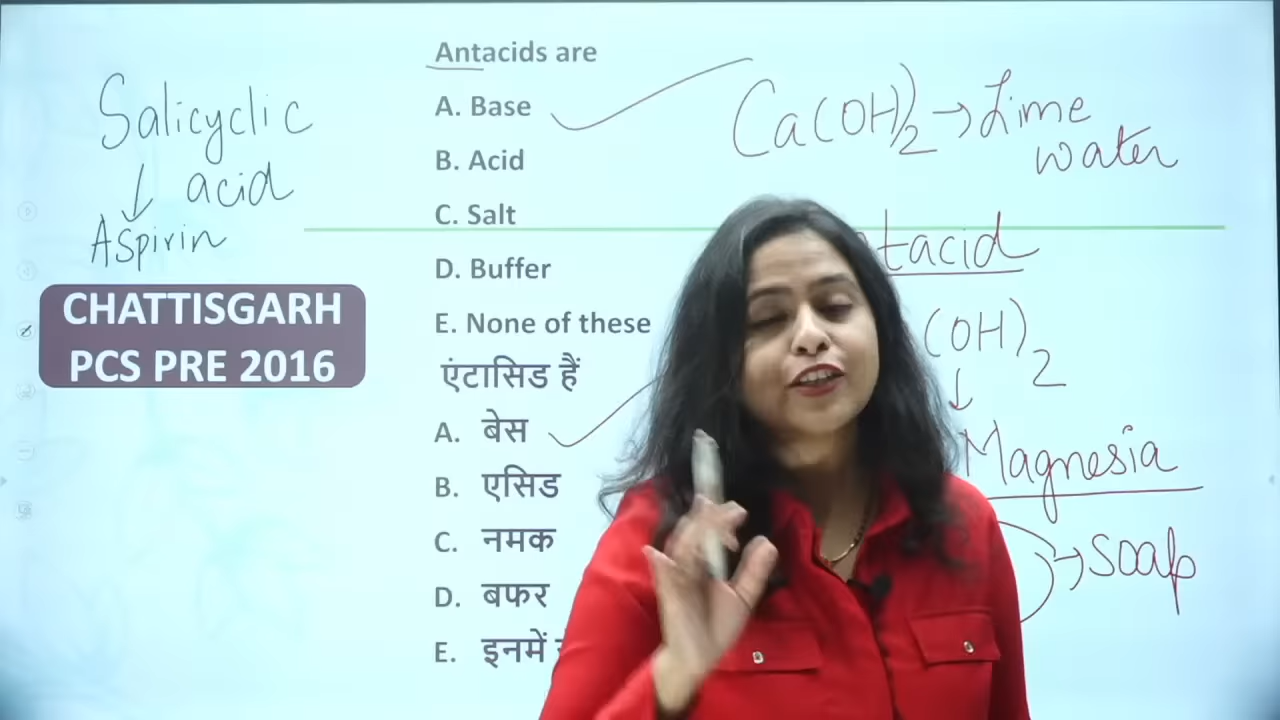 Salicyclic
acid
↓
Aspirin
CHATTISGARH
PCS PRE 2016
Antacids are
A. Base
B. Acid
C. Salt
D. Buffer
E. None of these
एंटासिड हैं
A. बेस
B. एसिड
C. नमक
D. बफर
E. इनमें
Ca(OH)2 → Lime
water
tacid
(OH)2
↓
Magnesia
→ Soap